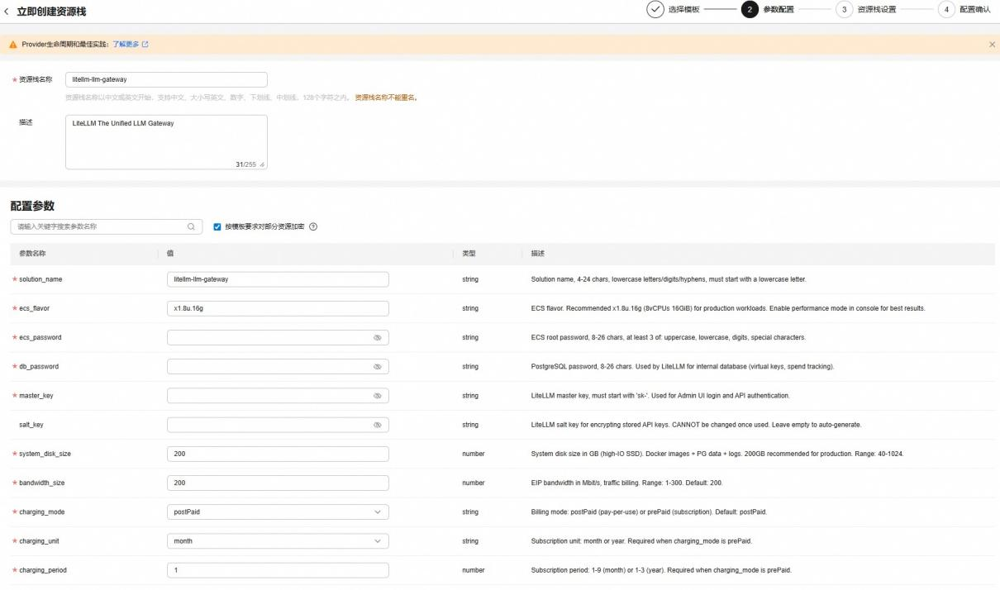 立即创建资源栈
选择模板
2 参数配置
3 资源栈设置
4 配置确认
Provider生命周期和最佳实践：了解更多
* 资源栈名称 litellm-llm-gateway
资源栈名称以中文或英文开始，支持中文、大小写英文、数字、下划线、中划线，128个字符之内。 资源栈名称不能重名。
描述 LiteLLM The Unified LLM Gateway
31/255
配置参数
请输入关键字搜索参数名称 按模板要求对部分资源加密
参数名称 值 类型 描述
* solution_name litellm-llm-gateway string Solution name, 4-24 chars, lowercase letters/digits/hyphens, must start with a lowercase letter.
* ecs_flavor x1.8u.16g string ECS flavor. Recommended x1.8u.16g (8vCPUs 16GiB) for production workloads. Enable performance mode in console for best results.
* ecs_password string ECS root password, 8-26 chars, at least 3 of: uppercase, lowercase, digits, special characters.
* db_password string PostgreSQL password, 8-26 chars. Used by LiteLLM for internal database (virtual keys, spend tracking).
* master_key string LiteLLM master key, must start with 'sk-'. Used for Admin UI login and API authentication.
salt_key string LiteLLM salt key for encrypting stored API keys. CANNOT be changed once used. Leave empty to auto-generate.
* system_disk_size 200 number System disk size in GB (high-IO SSD). Docker images + PG data + logs. 200GB recommended for production. Range: 40-1024.
* bandwidth_size 200 number EIP bandwidth in Mbit/s, traffic billing. Range: 1-300. Default: 200.
* charging_mode postPaid string Billing mode: postPaid (pay-per-use) or prePaid (subscription). Default: postPaid.
* charging_unit month string Subscription unit: month or year. Required when charging_mode is prePaid.
* charging_period 1 number Subscription period: 1-9 (month) or 1-3 (year). Required when charging_mode is prePaid.